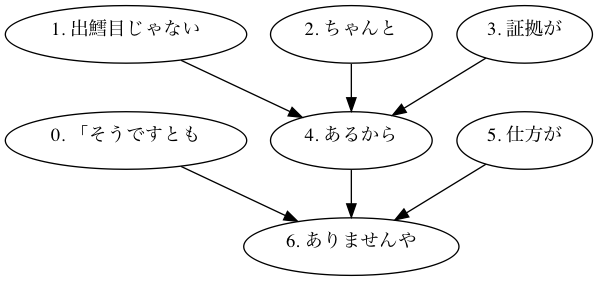 1. 出鱈目じゃない
2. ちゃんと
3. 証拠が
0. 「そうですとも
4. あるから
5. 仕方が
6. ありませんや